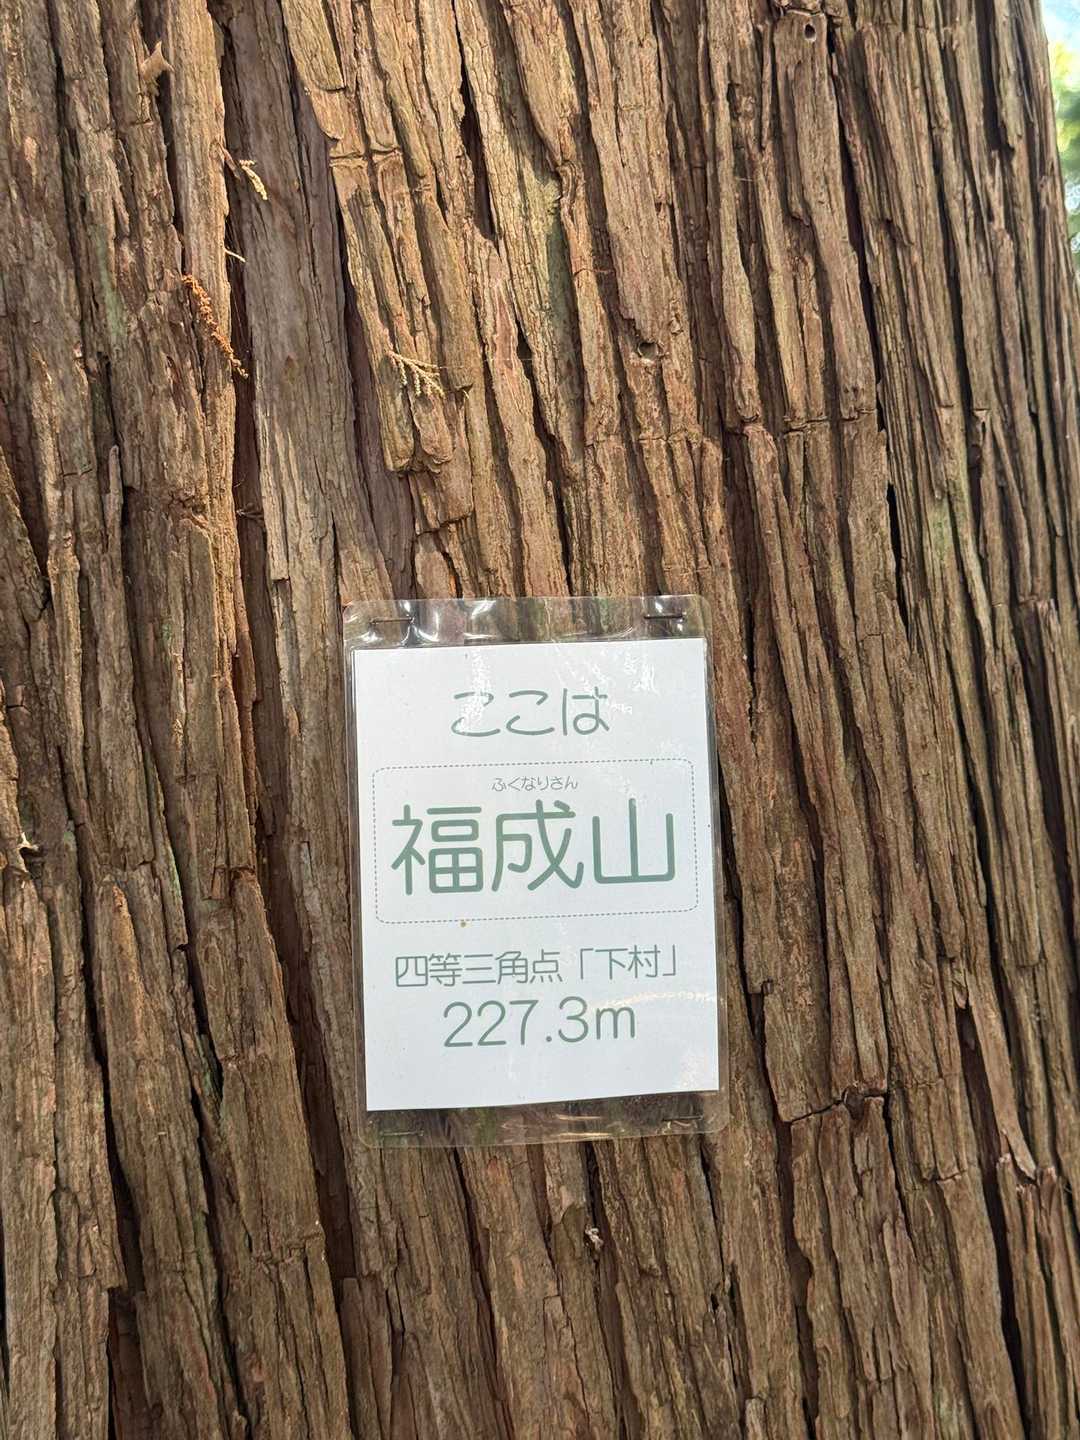 ここは
ふくなりさん
福成山
四等三角点「下村」
227.3m